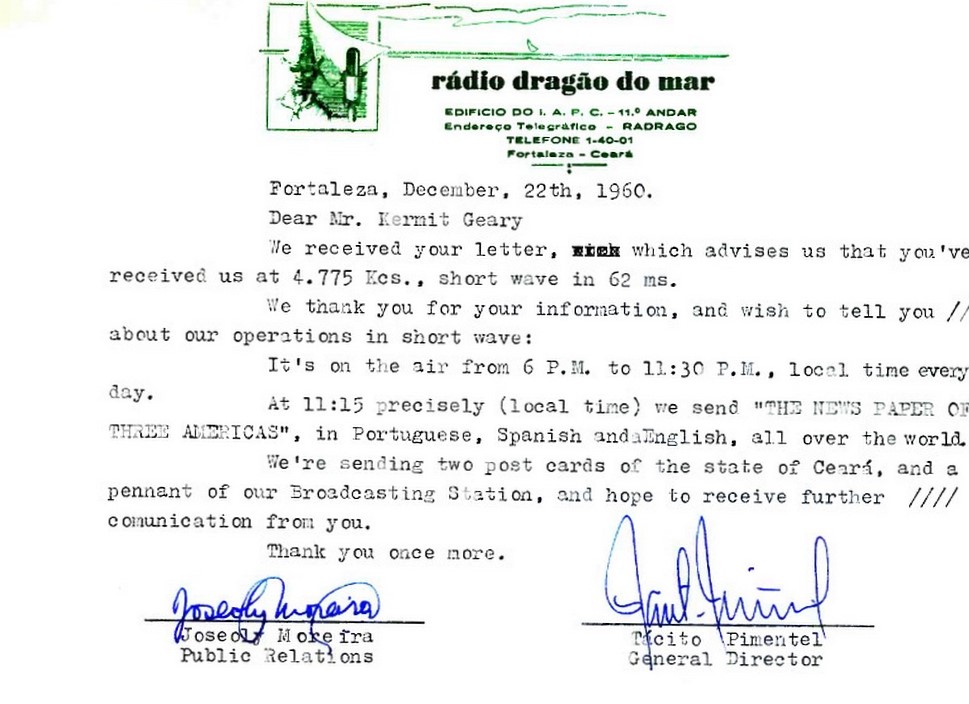 rádio dragão do mar
EDIFICIO DO I. A. P. C. - 11.º ANDAR
Endereço Telegráfico - RADRAGO
TELEFONE 1-40-01
Fortaleza - Ceará
Fortaleza, December, 22th, 1960.
Dear Mr. Kermit Geary
We received your letter, which advises us that you've
received us at 4.775 Kcs., short wave in 62 ms.
We thank you for your information, and wish to tell you //
about our operations in short wave:
It's on the air from 6 P.M. to 11:30 P.M., local time every
day.
At 11:15 precisely (local time) we send "THE NEWS PAPER OF
THREE AMERICAS", in Portuguese, Spanish andaEnglish, all over the world.
We're sending two post cards of the state of Ceará, and a
pennant of our Broadcasting Station, and hope to receive further ////
comunication from you.
Thank you once more.
Joseoly Moreira
Joseoly Moreira
Tácito Pimentel
Public Relations
General Director